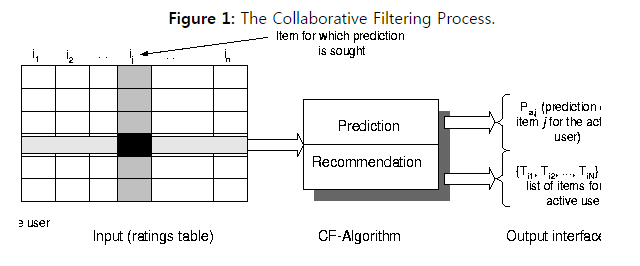 Figure 1: The Collaborative Filtering Process.
Item for which prediction
is sought
i1 i2 . . ij . . in
Prediction
Recommendation
Pa,j (prediction
item j for the act
user)
{Ti1, Ti2, ..., TiN}
list of items for
active use
e user
Input (ratings table)
CF-Algorithm
Output interface